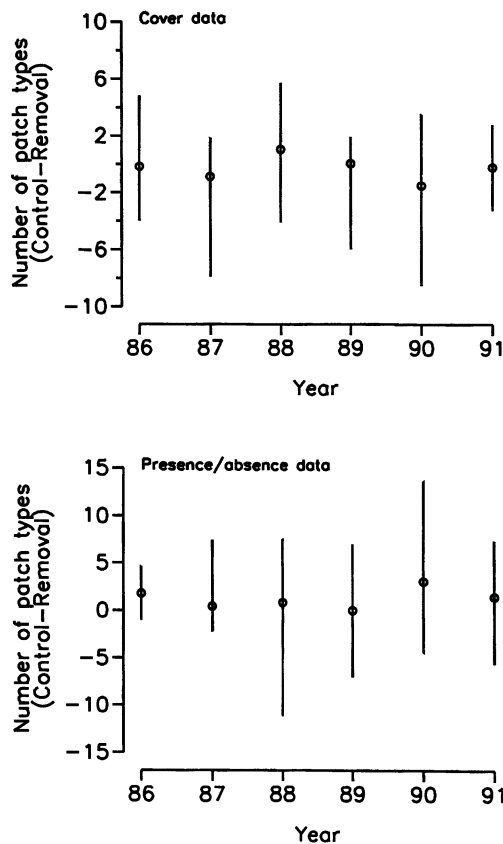 Cover data
Number of patch types
(Control-Removal)
10
6
2
-2
-6
-10
86 87 88 89 90 91
Year
Presence/absence data
Number of patch types
(Control-Removal)
15
10
5
0
-5
-10
-15
86 87 88 89 90 91
Year